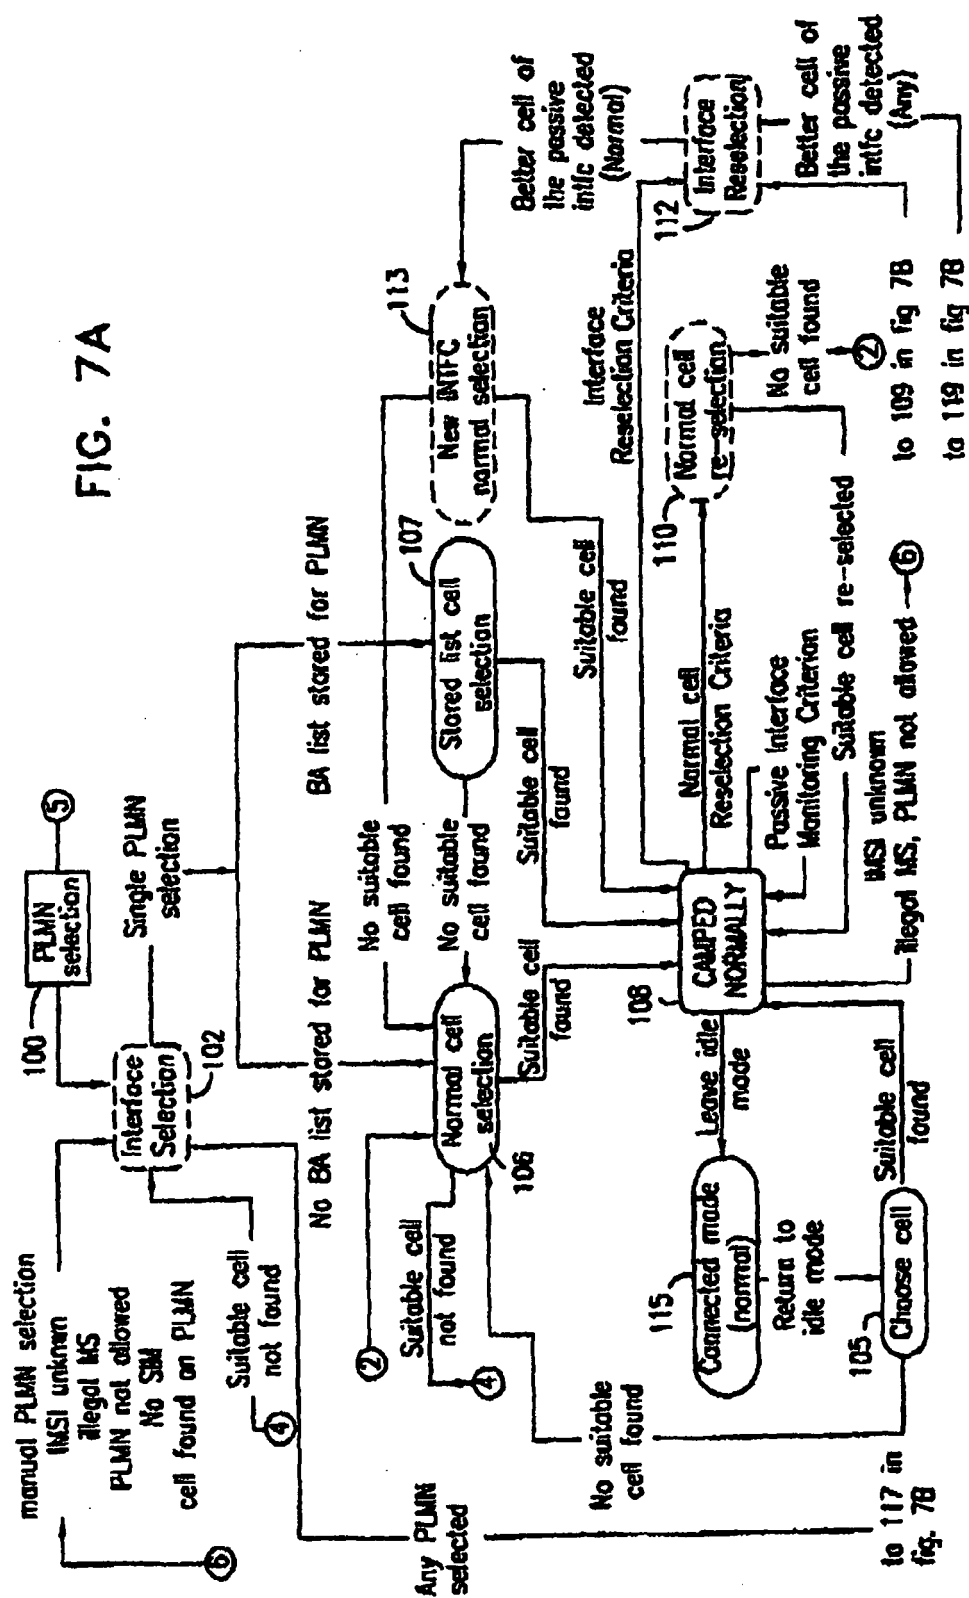 FIG. 7A
manual PLMN selection
IMSI unknown
illegal MS
PLMN not allowed
No SIM
cell found on PLMN
6
100
PLMN
selection
5
Interface
Selection
102
Single PLMN
selection
Suitable cell
not found
4
Any PLMN
selected
to 117 in
fig. 7B
No BA list stored for PLMN
BA list stored for PLMN
2
No suitable
cell found
Suitable cell
not found
4
Normal cell
selection
106
No suitable
cell found
Stored list cell
selection
107
New INTFC
normal selection
113
Better cell of
the passive
intfc detected
(Normal)
Suitable cell
found
Suitable cell
found
Suitable cell
found
Interface
Reselection Criteria
112
Interface
Reselection
Better cell of
the passive
intfc detected
(Any)
No suitable
cell found
115
Connected mode
(normal)
Leave idle
mode
108
CAMPED
NORMALLY
Normal cell
Reselection Criteria
110
Normal cell
re-selection
No suitable
cell found
2
Passive Interface
Monitoring Criterion
Suitable cell re-selected
Return to
idle mode
105
Choose cell
Suitable cell
found
IMSI unknown
illegal MS, PLMN not allowed
6
to 109 in fig 7B
to 119 in fig 7B